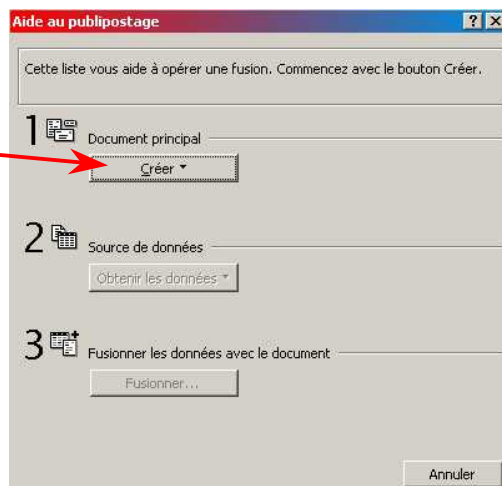 Aide au publipostage
Cette liste vous aide à opérer une fusion. Commencez avec le bouton Créer.
1
Document principal
Créer
2
Source de données
Obtenir les données
3
Fusionner les données avec le document
Fusionner...
Annuler